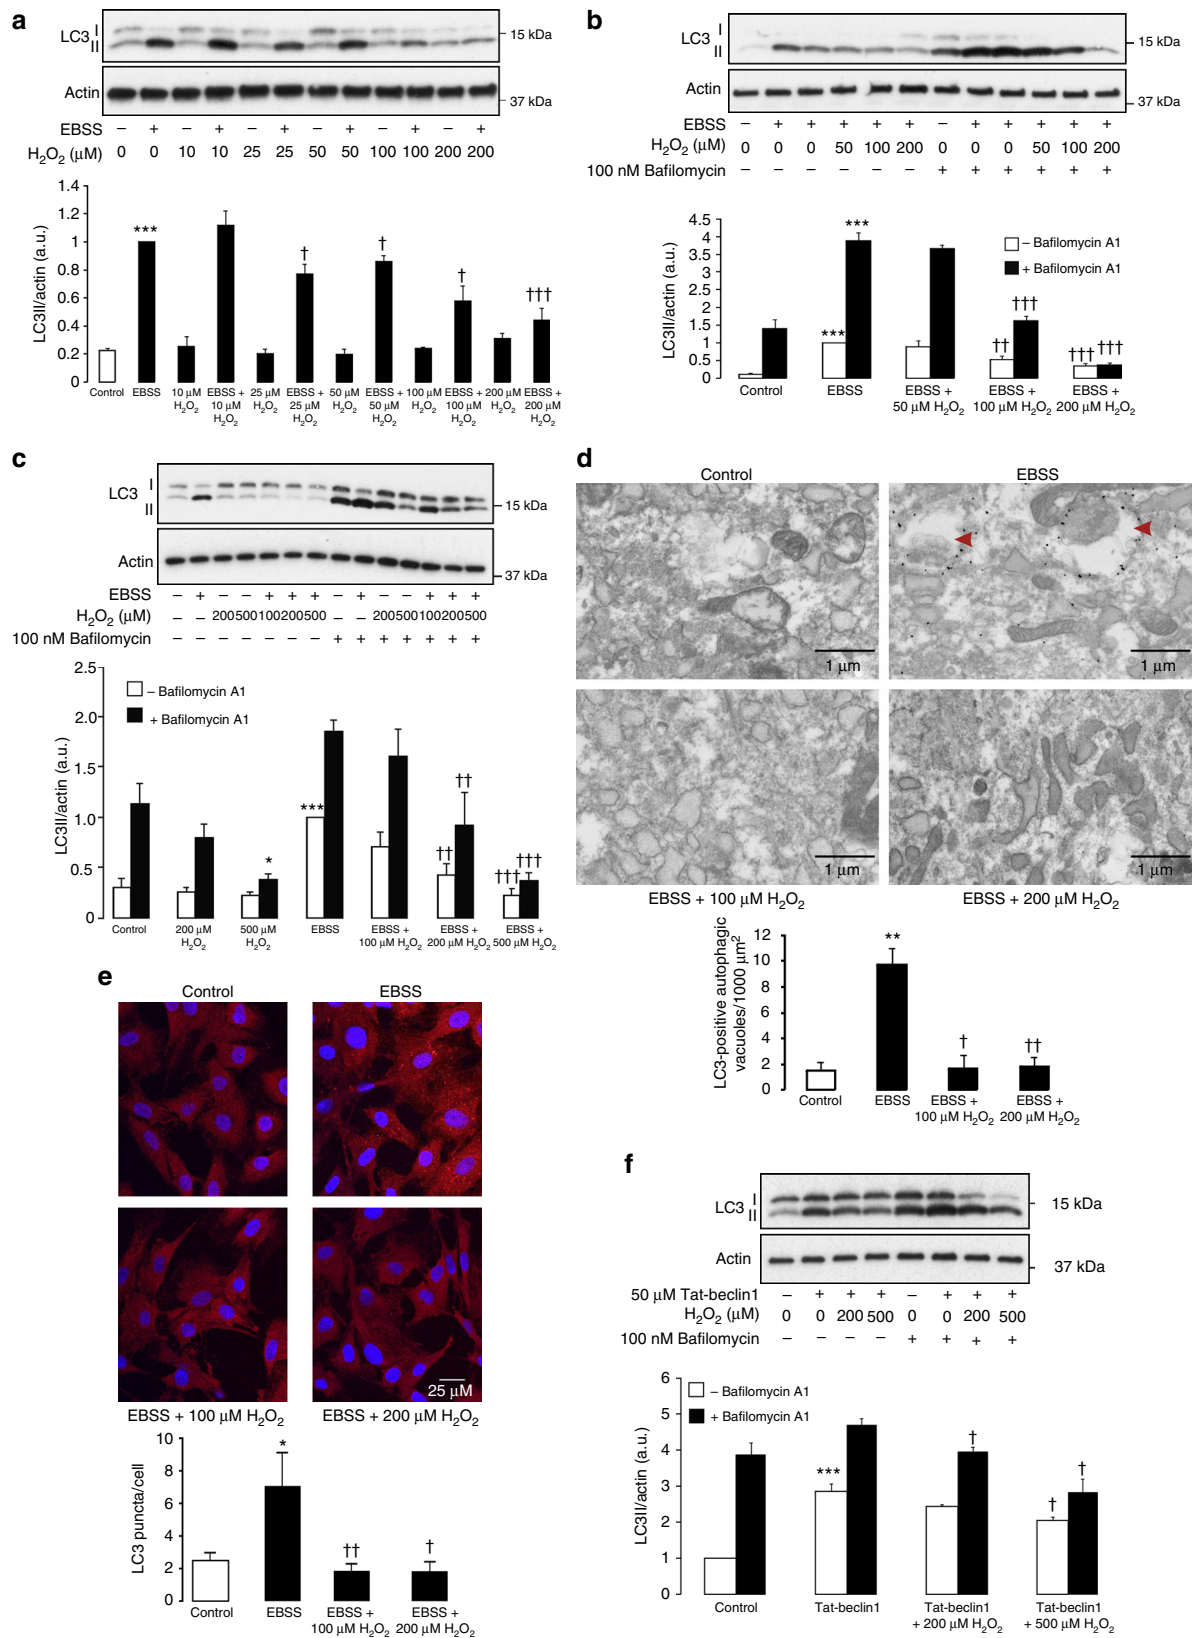 a
LC3
I
II
15 kDa
Actin
37 kDa
EBSS − + − + − + − + − + − +
H2O2 (μM) 0 0 10 10 25 25 50 50 100 100 200 200
LC3II/actin (a.u.)
1.4
1.2
1
0.8
0.6
0.4
0.2
0
***
†
†
†
†††
Control
EBSS
10 μM H2O2
EBSS + 10 μM H2O2
25 μM H2O2
EBSS + 25 μM H2O2
50 μM H2O2
EBSS + 50 μM H2O2
100 μM H2O2
EBSS + 100 μM H2O2
200 μM H2O2
EBSS + 200 μM H2O2
b
LC3
I
II
15 kDa
Actin
37 kDa
EBSS − + + + + + − + + + + +
H2O2 (μM) 0 0 0 50 100 200 0 0 0 50 100 200
100 nM Bafilomycin − − − − − − + + + + + +
LC3II/actin (a.u.)
4.5
4
3.5
3
2.5
2
1.5
1
0.5
0
− Bafilomycin A1
+ Bafilomycin A1
***
***
††
†††
†††
†††
Control
EBSS
EBSS + 50 μM H2O2
EBSS + 100 μM H2O2
EBSS + 200 μM H2O2
c
LC3
I
II
15 kDa
Actin
37 kDa
EBSS − + − − + + + − + − − + + +
H2O2 (μM) − − 200 500 100 200 500 − − 200 500 100 200 500
100 nM Bafilomycin − − − − − − − + + + + + + +
LC3II/actin (a.u.)
2.5
2.0
1.5
1.0
0.5
0
− Bafilomycin A1
+ Bafilomycin A1
*
***
††
††
†††
†††
Control
200 μM H2O2
500 μM H2O2
EBSS
EBSS + 100 μM H2O2
EBSS + 200 μM H2O2
EBSS + 500 μM H2O2
d
Control
EBSS
1 μm
1 μm
1 μm
1 μm
EBSS + 100 μM H2O2
EBSS + 200 μM H2O2
LC3-positive autophagic
vacuoles/1000 μm2
12
10
8
6
4
2
0
**
†
††
Control
EBSS
EBSS + 100 μM H2O2
EBSS + 200 μM H2O2
e
Control
EBSS
25 μM
EBSS + 100 μM H2O2
EBSS + 200 μM H2O2
LC3 puncta/cell
10
8
6
4
2
0
*
††
†
Control
EBSS
EBSS + 100 μM H2O2
EBSS + 200 μM H2O2
f
LC3
I
II
15 kDa
Actin
37 kDa
50 μM Tat-beclin1 − + + + − + + +
H2O2 (μM) 0 0 200 500 0 0 200 500
100 nM Bafilomycin − − − − + + + +
LC3II/actin (a.u.)
6
5
4
3
2
1
0
− Bafilomycin A1
+ Bafilomycin A1
***
†
†
†
Control
Tat-beclin1
Tat-beclin1 + 200 μM H2O2
Tat-beclin1 + 500 μM H2O2